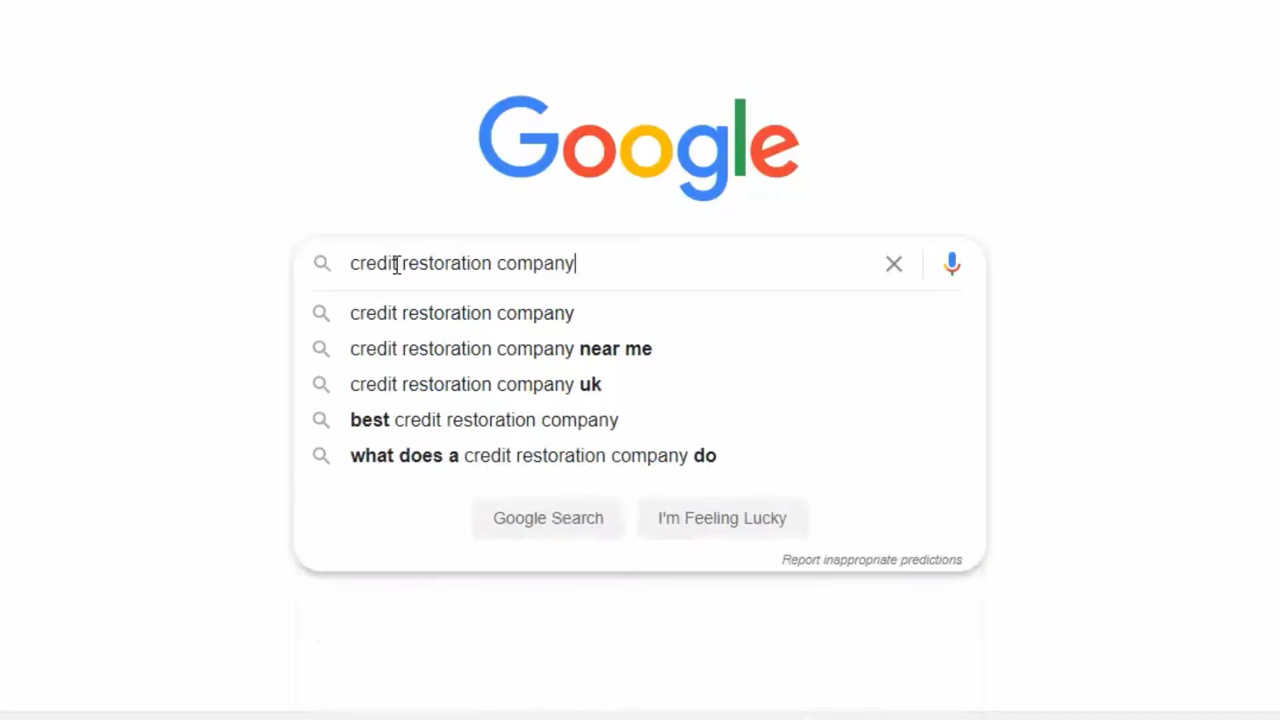 Google
credit restoration company
credit restoration company
credit restoration company near me
credit restoration company uk
best credit restoration company
what does a credit restoration company do
Google Search
I'm Feeling Lucky
Report inappropriate predictions